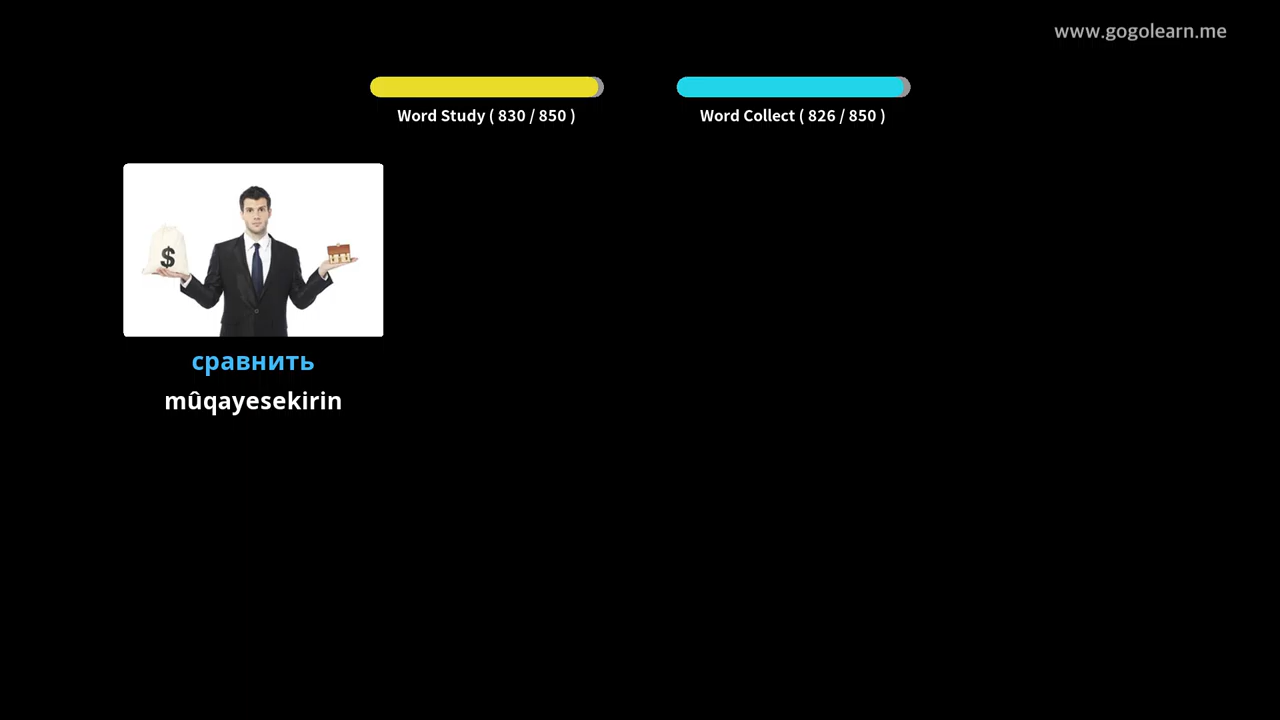 www.gogolearn.me
Word Study ( 830 / 850 )
Word Collect ( 826 / 850 )
$
сравнить
mûqayesekirin